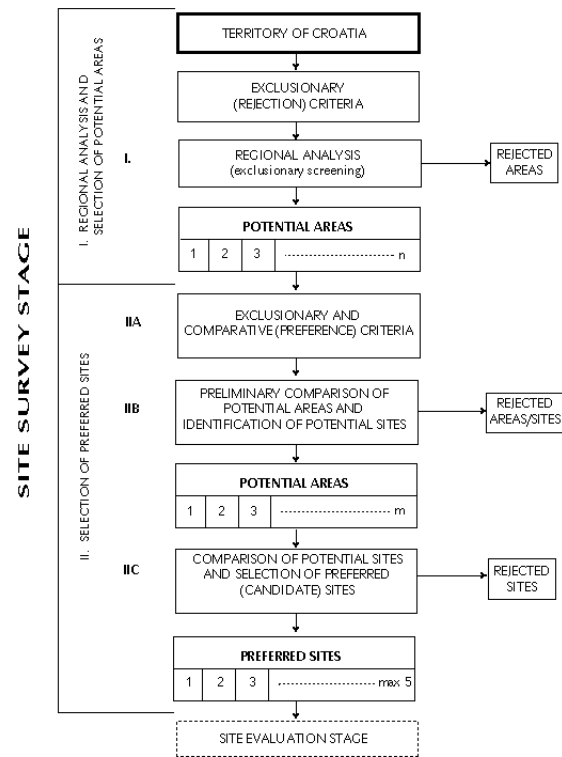 SITE SURVEY STAGE
I. REGIONAL ANALYSIS AND
SELECTION OF POTENTIAL AREAS
I.
TERRITORY OF CROATIA
EXCLUSIONARY
(REJECTION) CRITERIA
REGIONAL ANALYSIS
(exclusionary screening)
REJECTED
AREAS
POTENTIAL AREAS
1 2 3 ........................ n
II. SELECTION OF PREFERRED SITES
IIA
EXCLUSIONARY AND
COMPARATIVE (PREFERENCE) CRITERIA
IIB
PRELIMINARY COMPARISON OF
POTENTIAL AREAS AND
IDENTIFICATION OF POTENTIAL SITES
REJECTED
AREAS/SITES
POTENTIAL AREAS
1 2 3 ........................ m
IIC
COMPARISON OF POTENTIAL SITES
AND SELECTION OF PREFERRED
(CANDIDATE) SITES
REJECTED
SITES
PREFERRED SITES
1 2 3 ........................ max 5
SITE EVALUATION STAGE